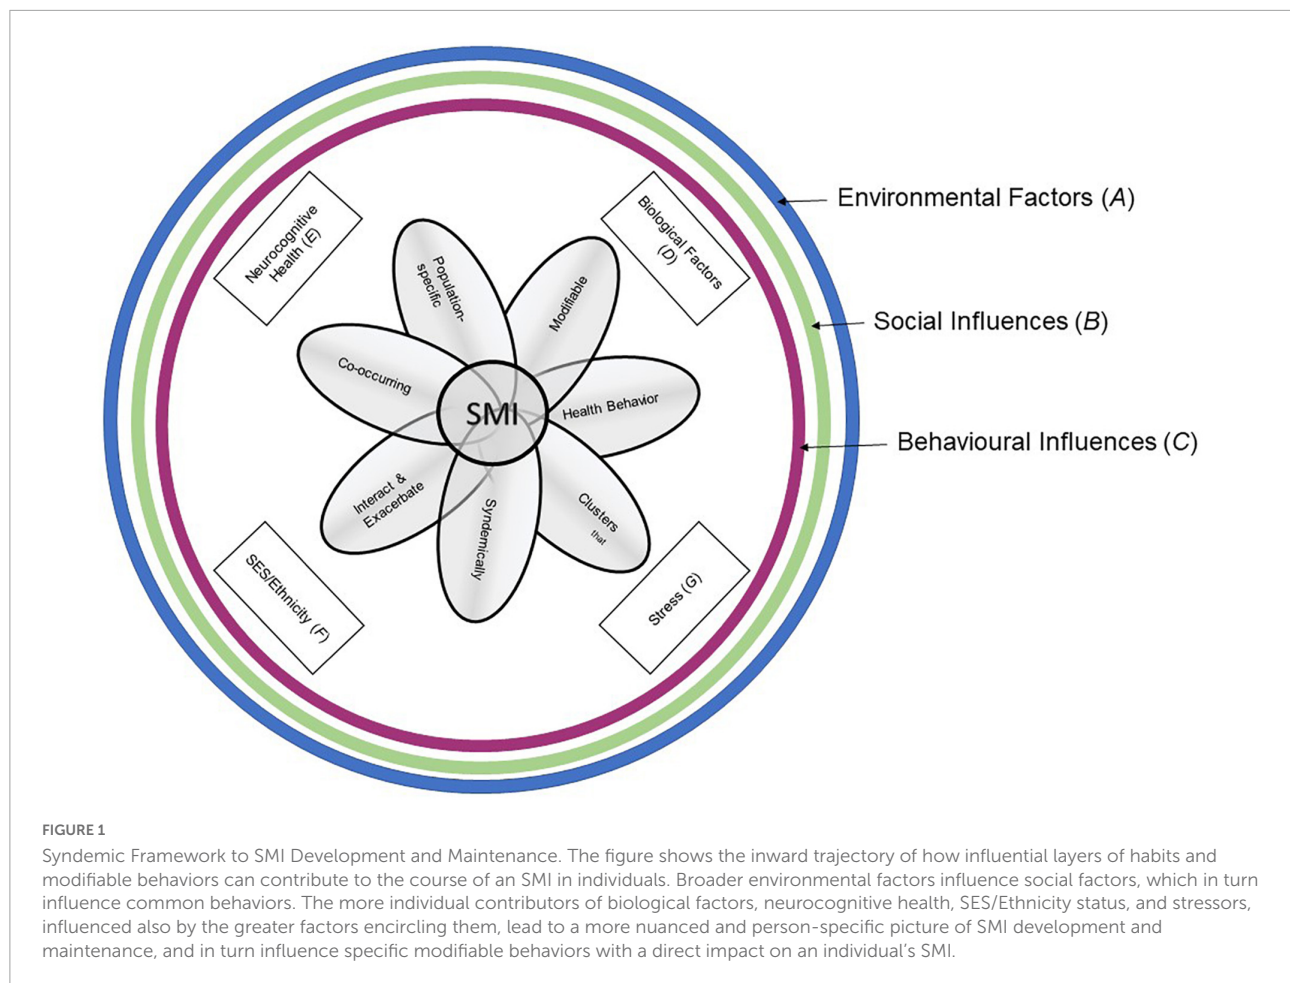 Environmental Factors (A)
Social Influences (B)
Behavioural Influences (C)
Neurocognitive
Health (E)
Biological Factors
(D)
Population-
specific
Modifiable
Co-occurring
SMI
Health Behavior
Interact &
Exacerbate
Syndemically
Clusters
that
SES/Ethnicity (F)
Stress (G)
FIGURE 1
Syndemic Framework to SMI Development and Maintenance. The figure shows the inward trajectory of how influential layers of habits and
modifiable behaviors can contribute to the course of an SMI in individuals. Broader environmental factors influence social factors, which in turn
influence common behaviors. The more individual contributors of biological factors, neurocognitive health, SES/Ethnicity status, and stressors,
influenced also by the greater factors encircling them, lead to a more nuanced and person-specific picture of SMI development and
maintenance, and in turn influence specific modifiable behaviors with a direct impact on an individual's SMI.